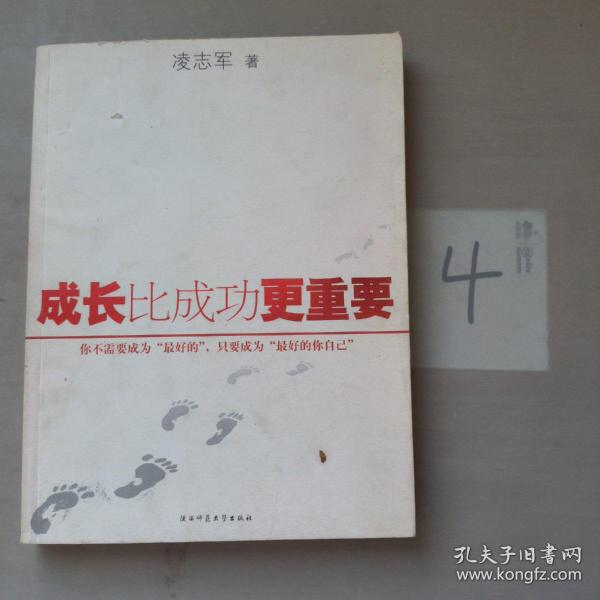 凌志军 著
成长比成功更重要
你不需要成为“最好的”，只要成为“最好的你自己”
陕西师范大学出版社
4
孔夫子旧书网
www.kongfz.com